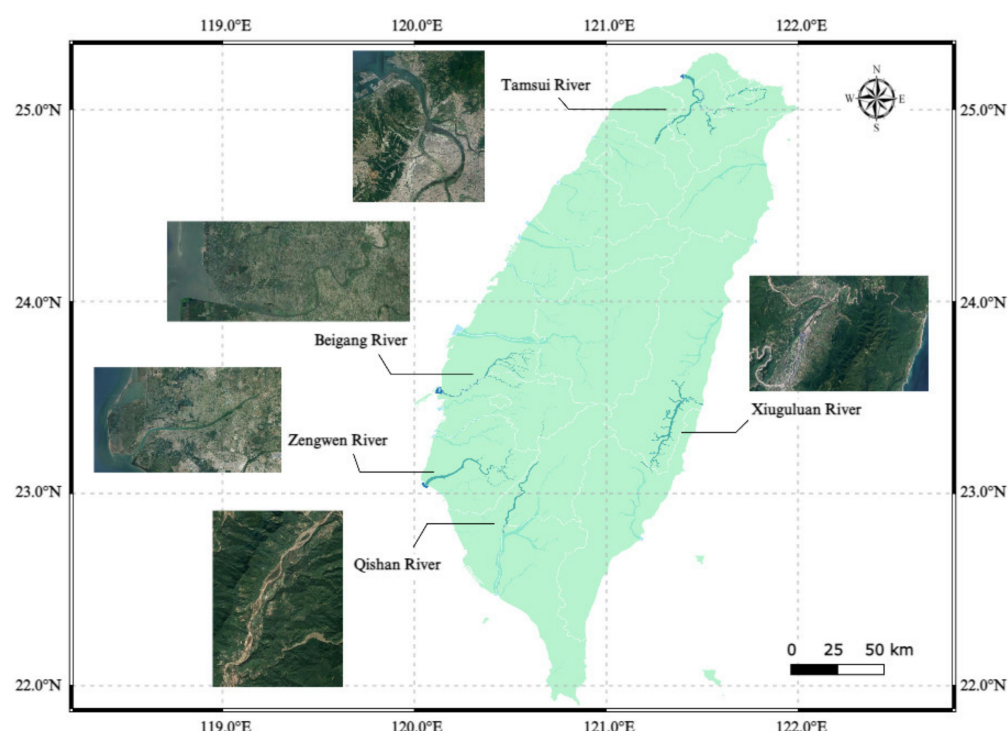 119.0°E 120.0°E 121.0°E 122.0°E
N
W E
S
Tamsui River
25.0°N 25.0°N
24.0°N 24.0°N
Beigang River
Xiuguluan River
Zengwen River
23.0°N 23.0°N
Qishan River
0 25 50 km
22.0°N 22.0°N
119.0°E 120.0°E 121.0°E 122.0°E